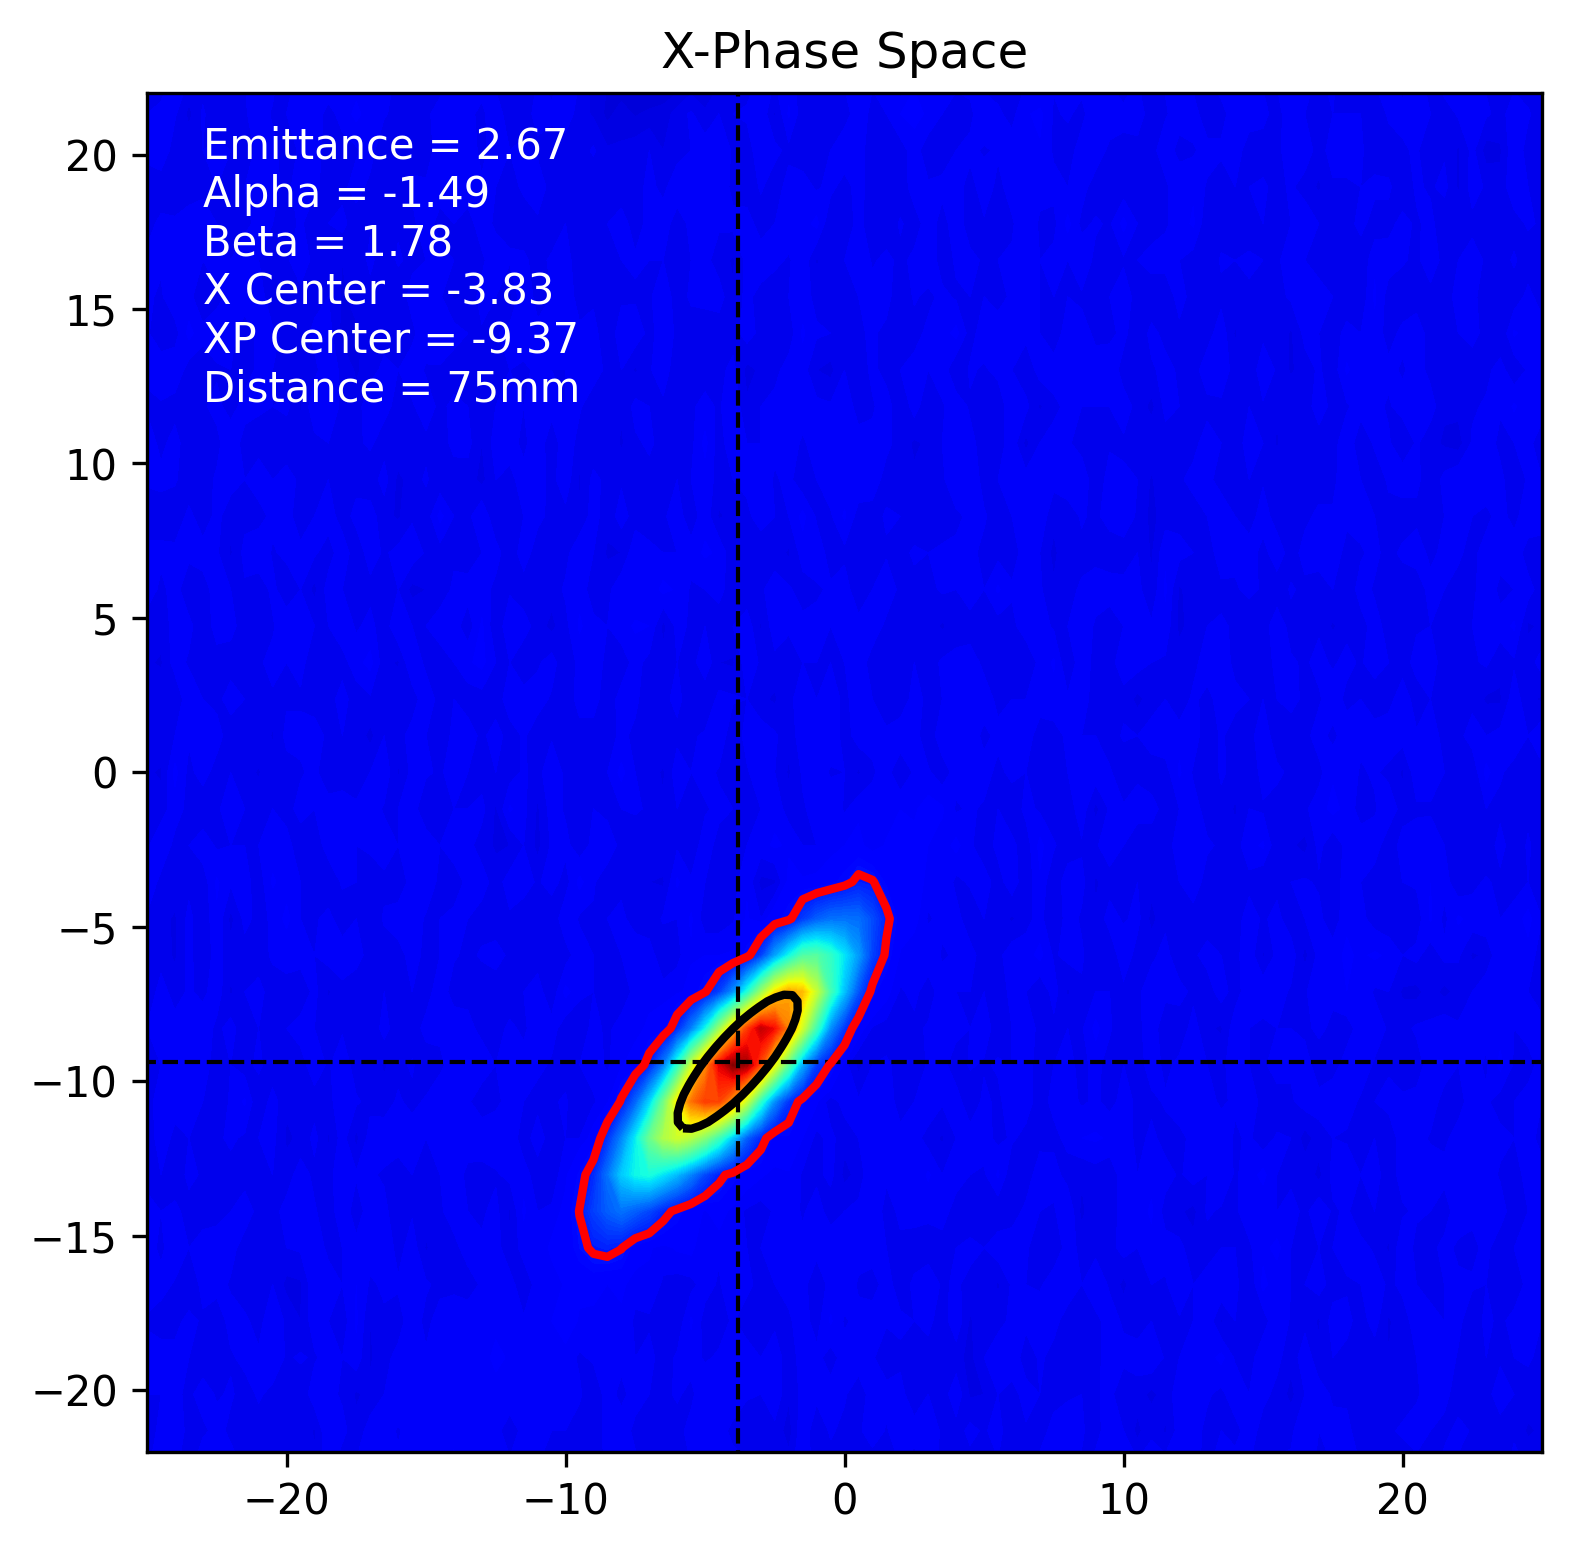 X-Phase Space
Emittance = 2.67
Alpha = -1.49
Beta = 1.78
X Center = -3.83
XP Center = -9.37
Distance = 75mm
20
15
10
5
0
−5
−10
−15
−20
−20 −10 0 10 20